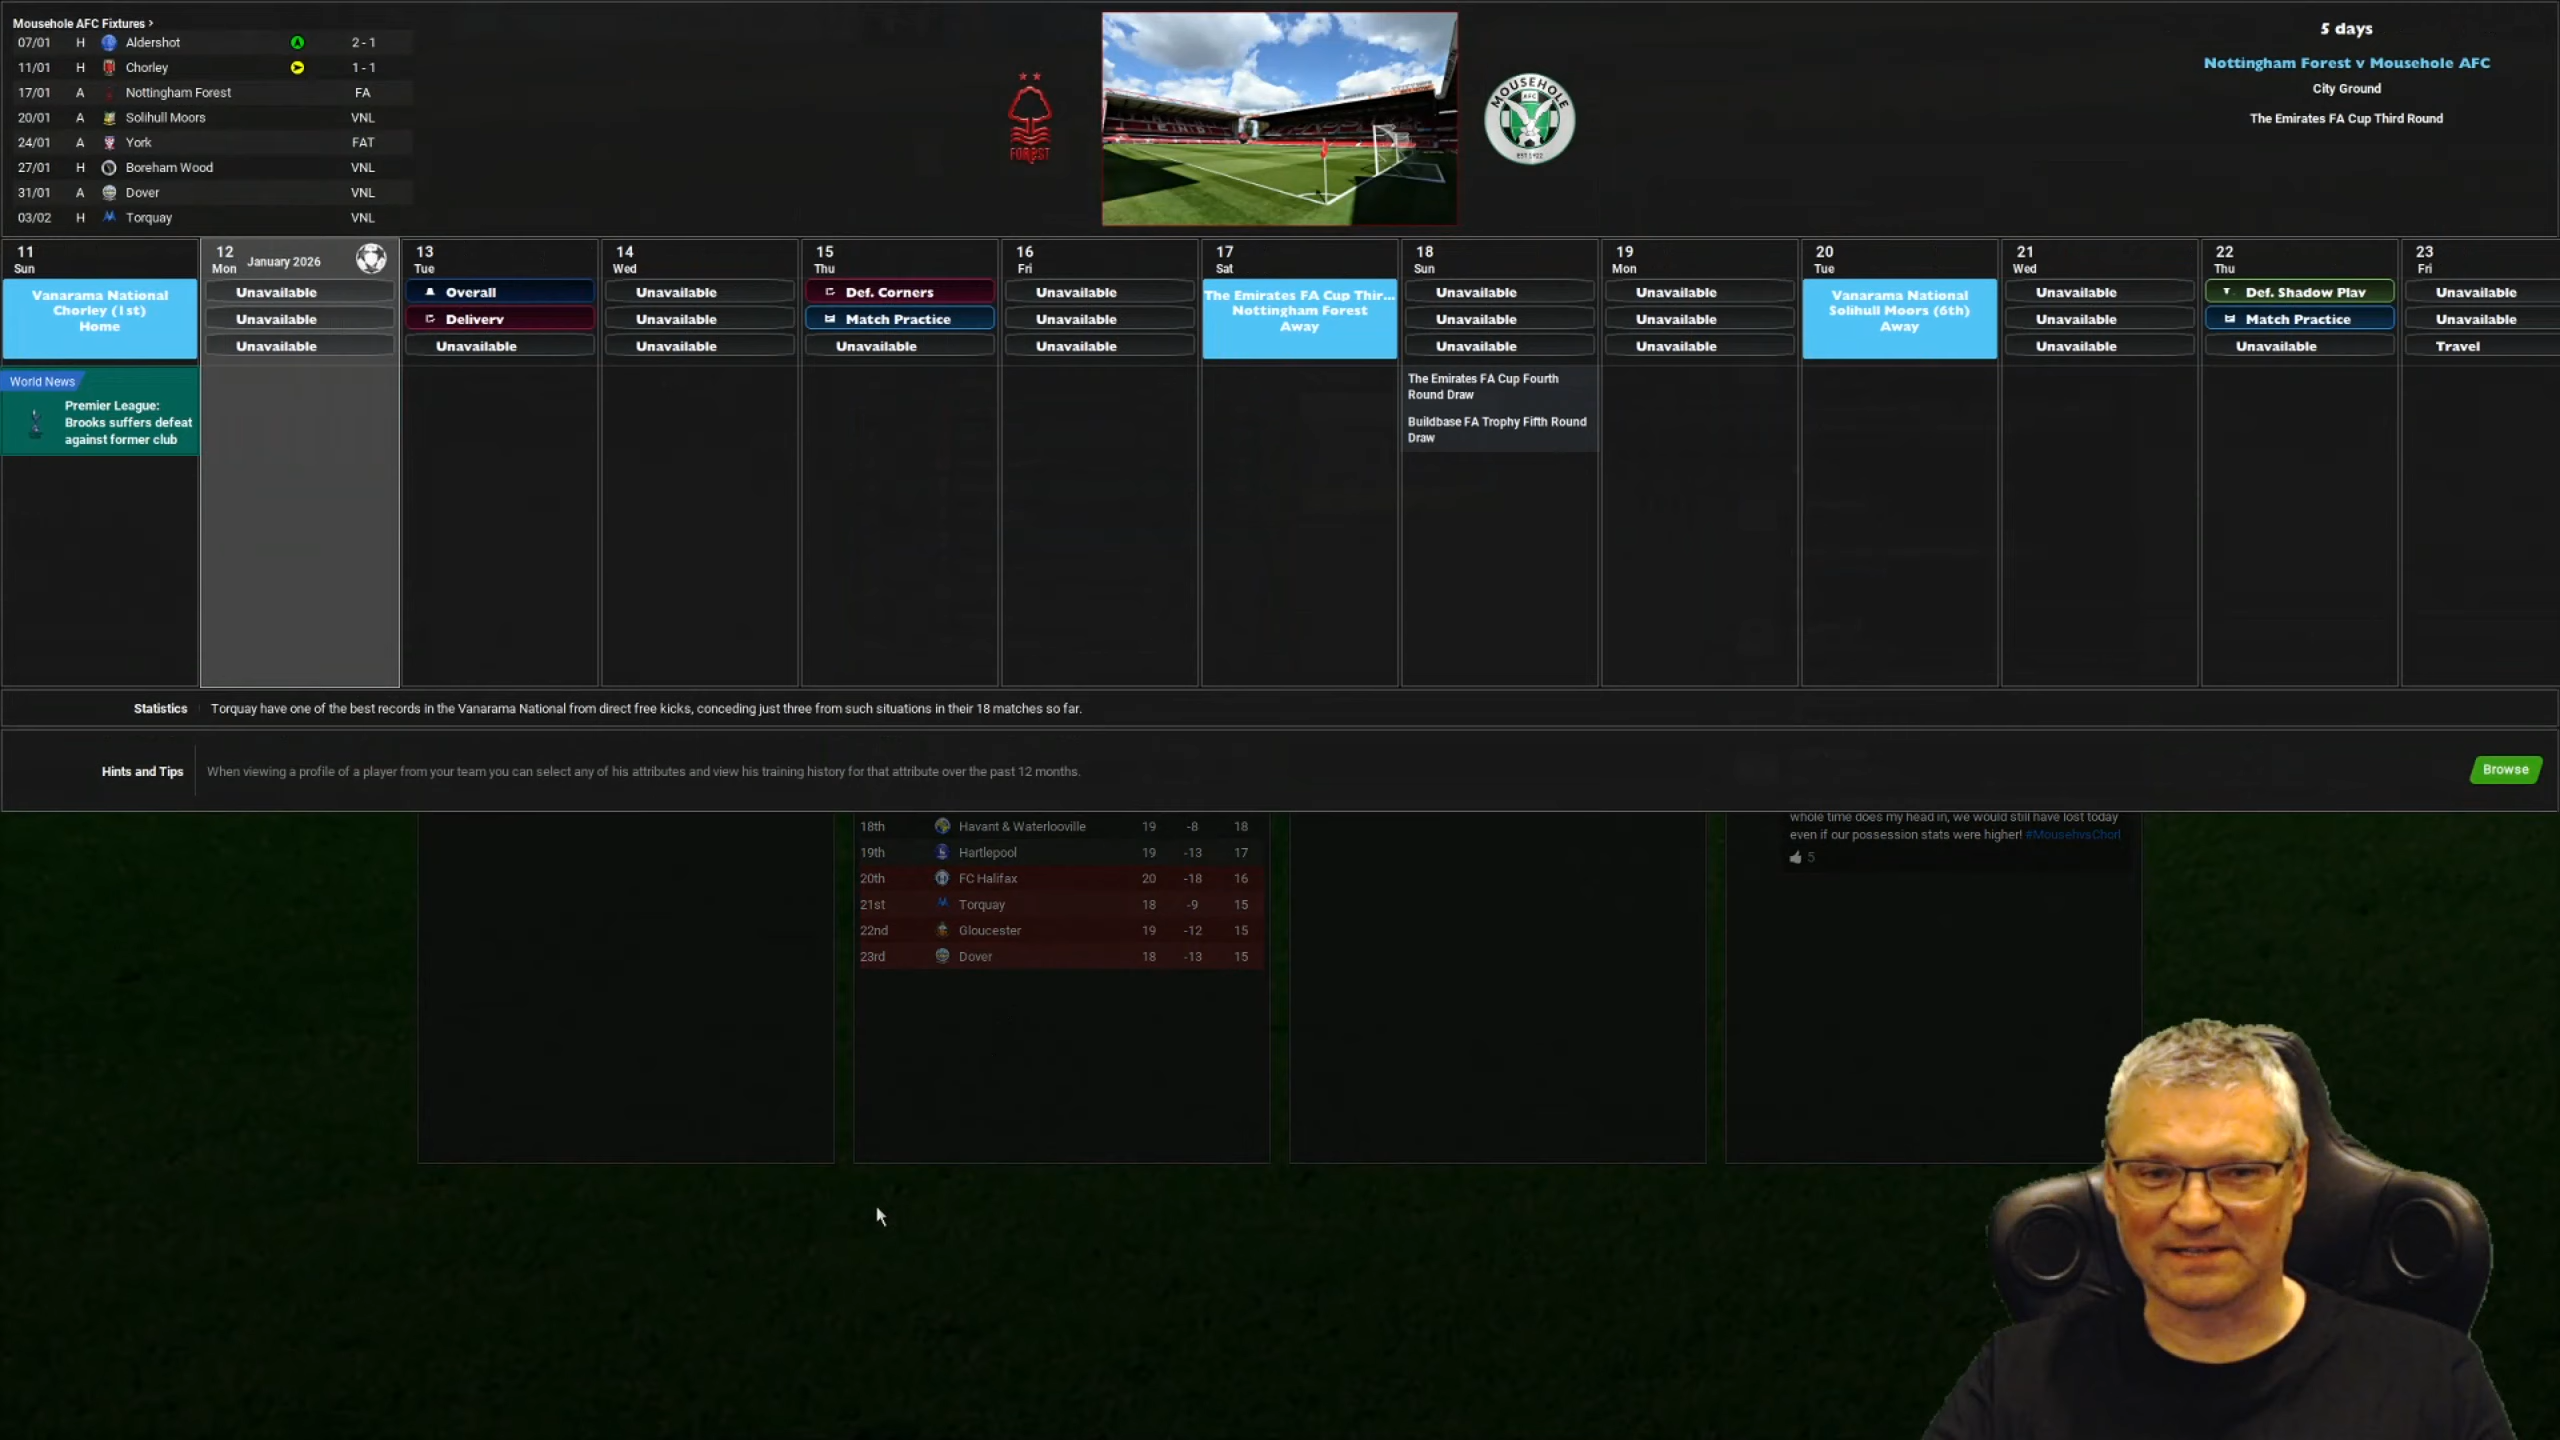 Mousehole AFC Fixtures >
07/01 H Aldershot 2 - 1
11/01 H Chorley 1 - 1
17/01 A Nottingham Forest FA
20/01 A Solihull Moors VNL
24/01 A York FAT
27/01 H Boreham Wood VNL
31/01 A Dover VNL
03/02 H Torquay VNL
FOREST
MOUSEHOLE
AFC
EST. 1922
5 days
Nottingham Forest v Mousehole AFC
City Ground
The Emirates FA Cup Third Round
11
Sun
Vanarama National
Chorley (1st)
Home
World News
Premier League:
Brooks suffers defeat
against former club
12
Mon January 2026
Unavailable
Unavailable
Unavailable
13
Tue
Overall
Delivery
Unavailable
14
Wed
Unavailable
Unavailable
Unavailable
15
Thu
Def. Corners
Match Practice
Unavailable
16
Fri
Unavailable
Unavailable
Unavailable
17
Sat
The Emirates FA Cup Thir...
Nottingham Forest
Away
18
Sun
Unavailable
Unavailable
Unavailable
The Emirates FA Cup Fourth
Round Draw
Buildbase FA Trophy Fifth Round
Draw
19
Mon
Unavailable
Unavailable
Unavailable
20
Tue
Vanarama National
Solihull Moors (6th)
Away
21
Wed
Unavailable
Unavailable
Unavailable
22
Thu
Def. Shadow Play
Match Practice
Unavailable
23
Fri
Unavailable
Unavailable
Travel
Statistics Torquay have one of the best records in the Vanarama National from direct free kicks, conceding just three from such situations in their 18 matches so far.
Hints and Tips When viewing a profile of a player from your team you can select any of his attributes and view his training history for that attribute over the past 12 months.
Browse
18th Havant & Waterlooville 19 -8 18
19th Hartlepool 19 -13 17
20th FC Halifax 20 -18 16
21st Torquay 18 -9 15
22nd Gloucester 19 -12 15
23rd Dover 18 -13 15
whole time does my head in, we would still have lost today
even if our possession stats were higher! #MousehvsChorl
5